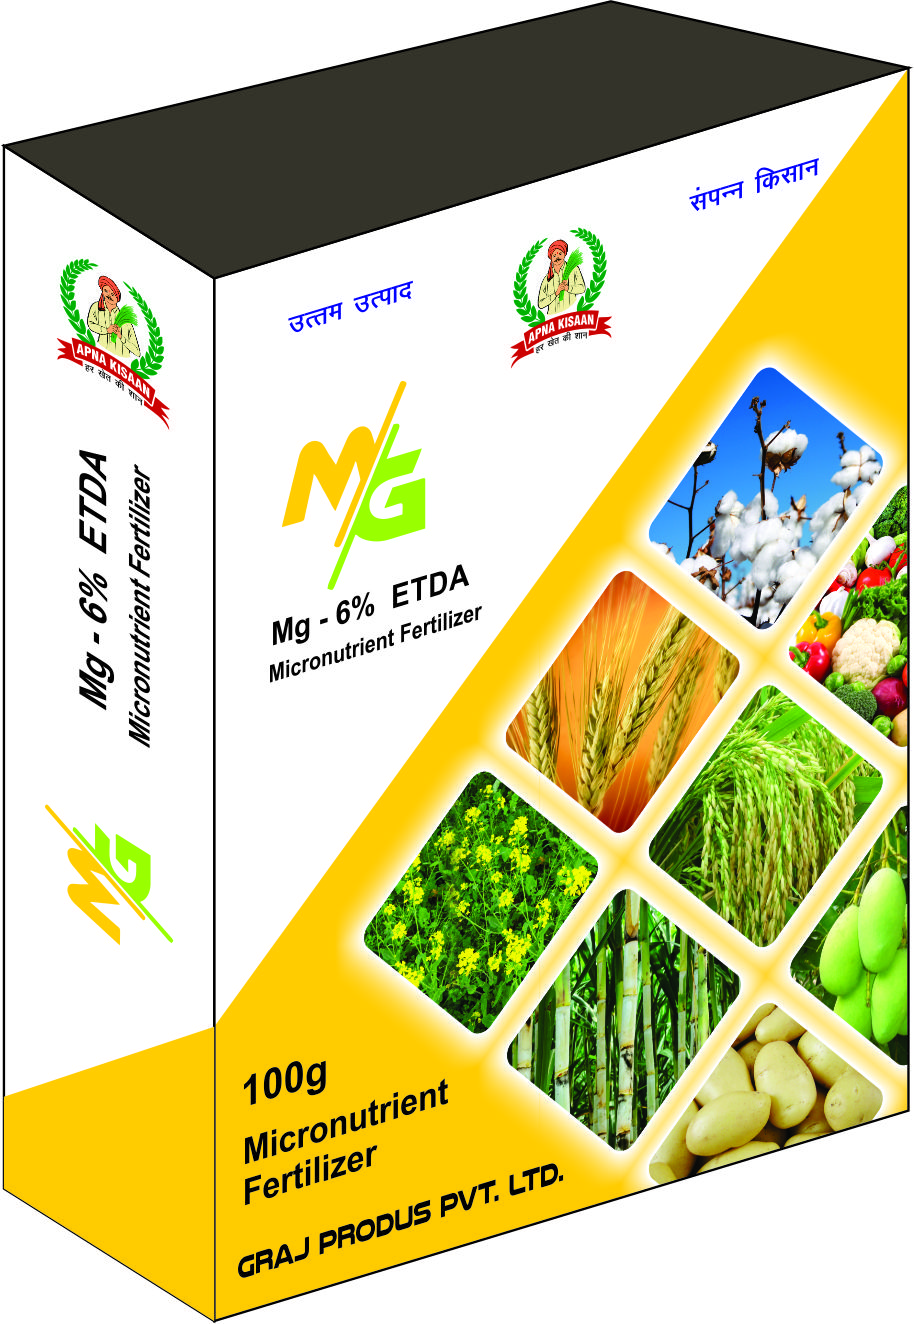 उत्तम उत्पाद
संपन्न किसान
APNA KISAAN
हर खेत की शान
MG
Mg - 6% ETDA
Micronutrient Fertilizer
100g
Micronutrient
Fertilizer
GRAJ PRODUS PVT. LTD.
APNA KISAAN
हर खेत की शान
Mg - 6% ETDA
Micronutrient Fertilizer
MG